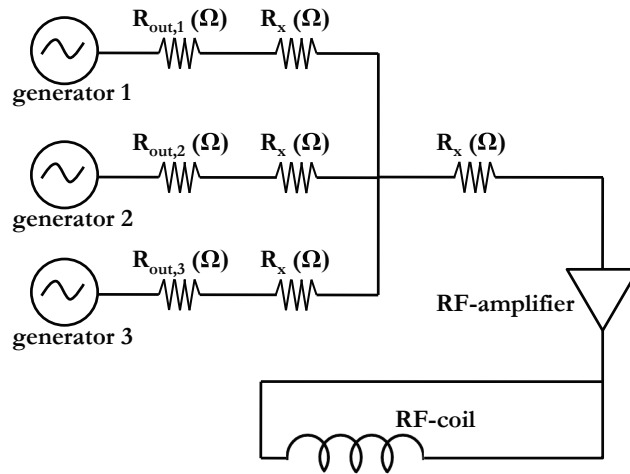 R_out,1 (Ω) R_x (Ω)
generator 1
R_out,2 (Ω) R_x (Ω) R_x (Ω)
generator 2
R_out,3 (Ω) R_x (Ω)
RF-amplifier
generator 3
RF-coil